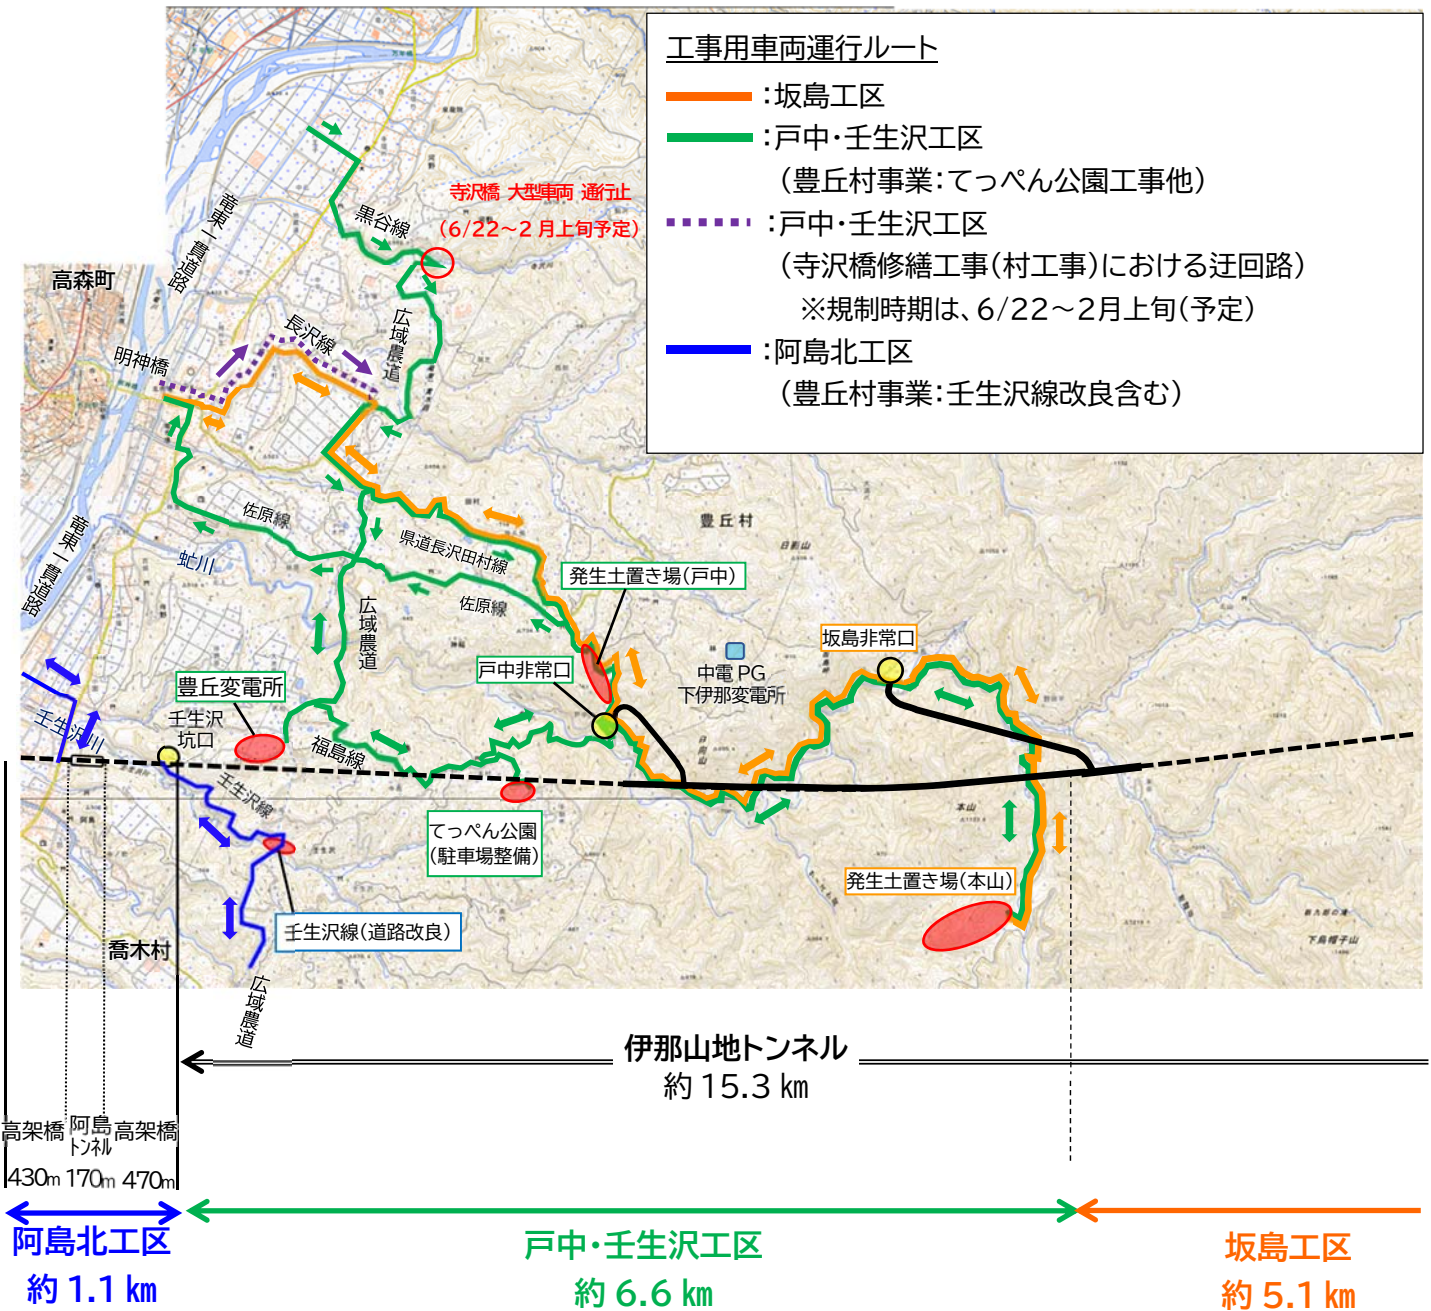 工事用車両運行ルート
：坂島工区
：戸中・壬生沢工区
（豊丘村事業：てっぺん公園工事他）
：戸中・壬生沢工区
（寺沢橋修繕工事（村工事）における迂回路）
※規制時期は、6/22～2月上旬（予定）
：阿島北工区
（豊丘村事業：壬生沢線改良含む）
寺沢橋 大型車両 通行止
（6/22～2月上旬予定）
黒谷線
竜東一貫道路
高森町
明神橋
長沢線
広域農道
佐原線
虻川
竜東一貫道路
県道長沢田村線
佐原線
広域農道
豊丘村
日影山
発生土置き場（戸中）
戸中非常口
中電 PG
下伊那変電所
坂島非常口
豊丘変電所
壬生沢
坑口
壬生沢川
福島線
日向山
壬生沢線
てっぺん公園
（駐車場整備）
本山
発生土置き場（本山）
壬生沢線（道路改良）
喬木村
広域農道
下烏帽子山
伊那山地トンネル
約 15.3 ㎞
高架橋
阿島
トンネル
高架橋
430m
170m
470m
阿島北工区
約 1.1 ㎞
戸中・壬生沢工区
約 6.6 ㎞
坂島工区
約 5.1 ㎞